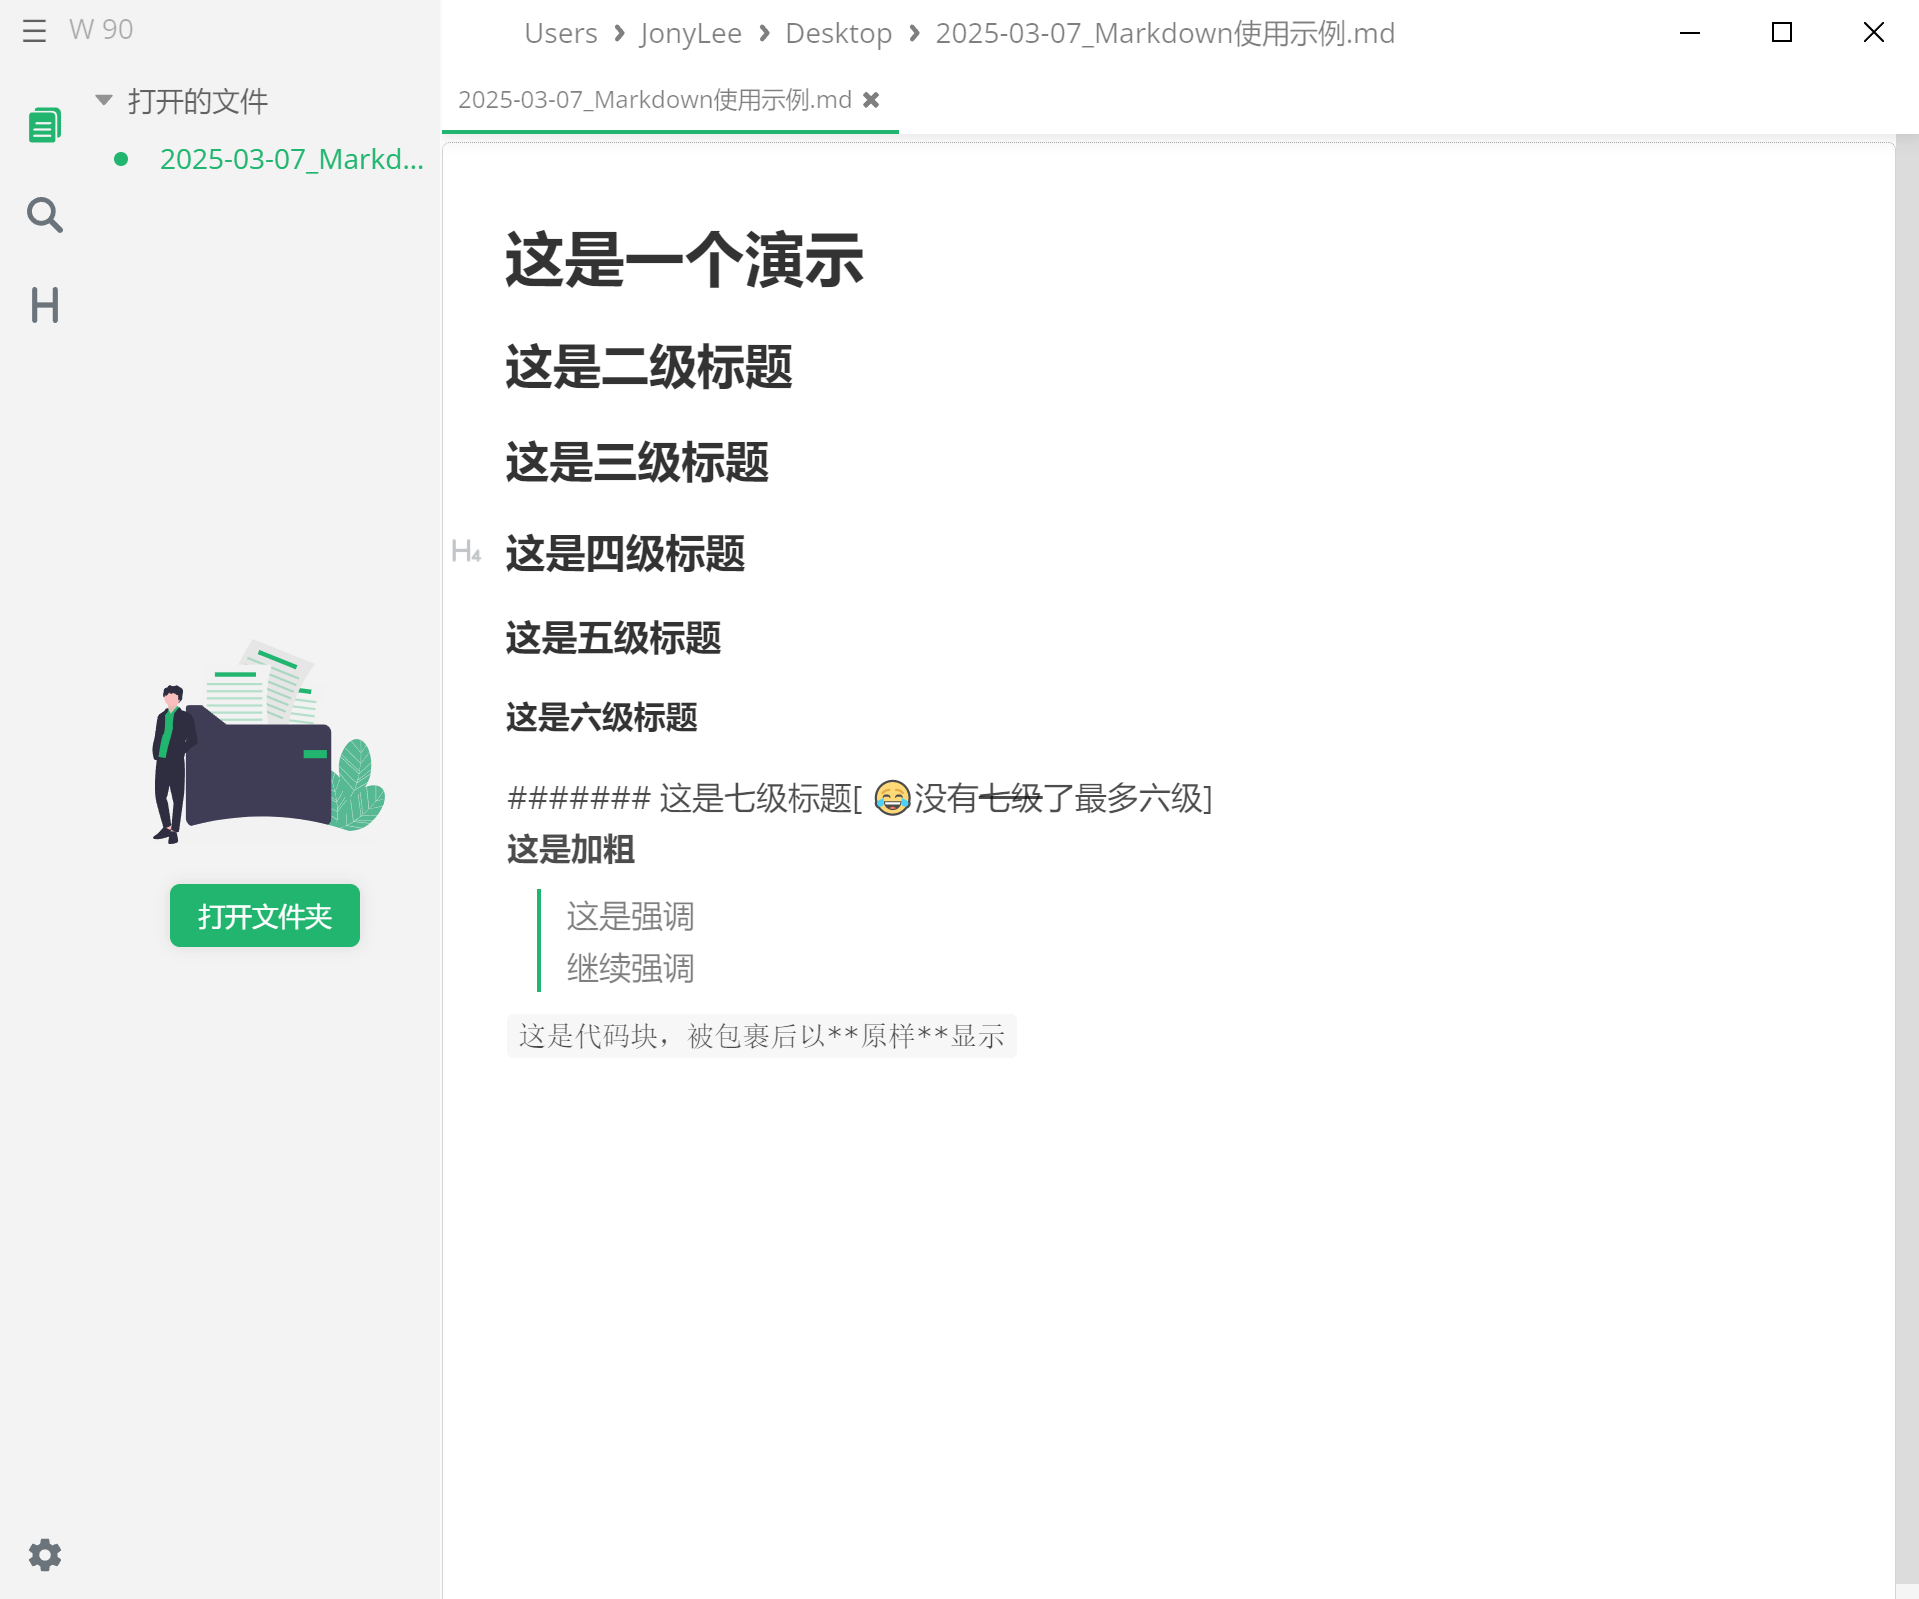 W 90
Users › JonyLee › Desktop › 2025-03-07_Markdown使用示例.md
打开的文件
2025-03-07_Markd...
打开文件夹
2025-03-07_Markdown使用示例.md
这是一个演示
这是二级标题
这是三级标题
H4 这是四级标题
这是五级标题
这是六级标题
####### 这是七级标题[ 😂没有七级了最多六级]
这是加粗
这是强调
继续强调
这是代码块，被包裹后以**原样**显示